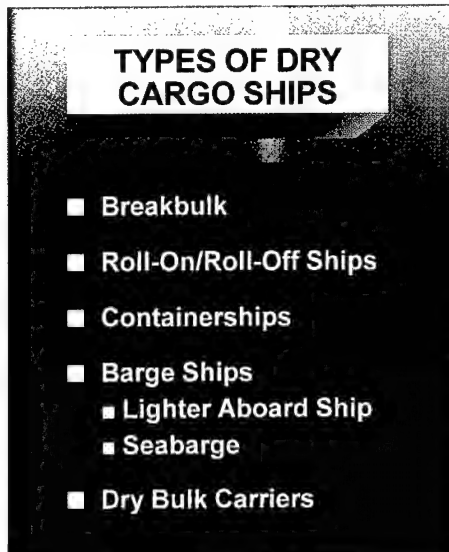 TYPES OF DRY
CARGO SHIPS
Breakbulk
Roll-On/Roll-Off Ships
Containerships
Barge Ships
Lighter Aboard Ship
Seabarge
Dry Bulk Carriers